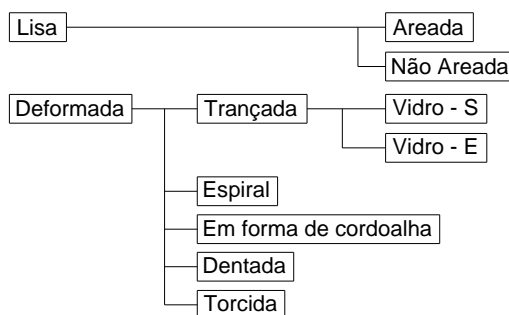 Lisa
Areada
Não Areada
Deformada
Trançada
Vidro - S
Vidro - E
Espiral
Em forma de cordoalha
Dentada
Torcida